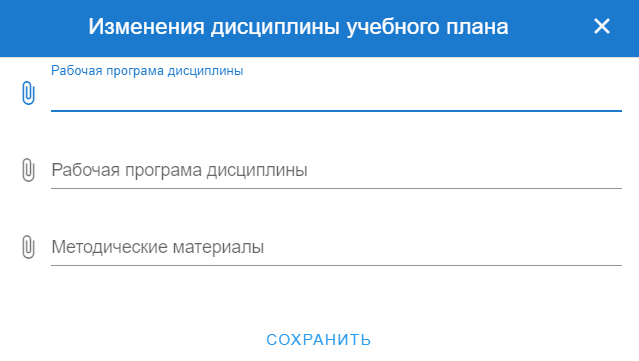 Изменения дисциплины учебного плана
Рабочая програма дисциплины
Рабочая програма дисциплины
Методические материалы
СОХРАНИТЬ